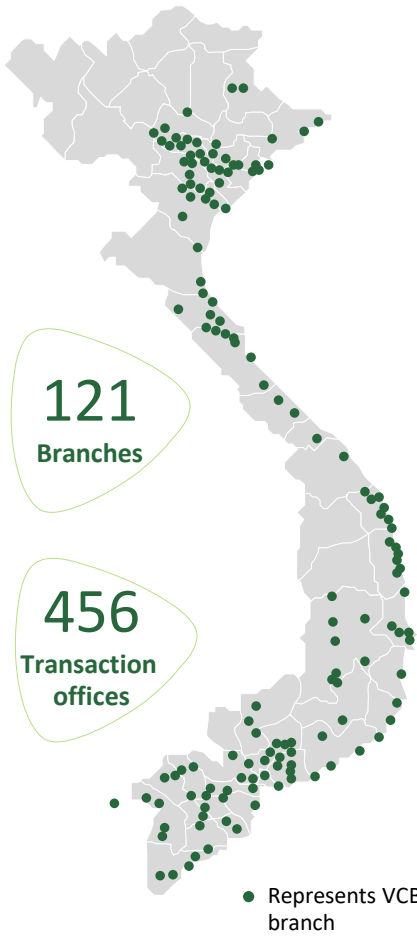 121
Branches
456
Transaction
offices
Represents VCB
branch